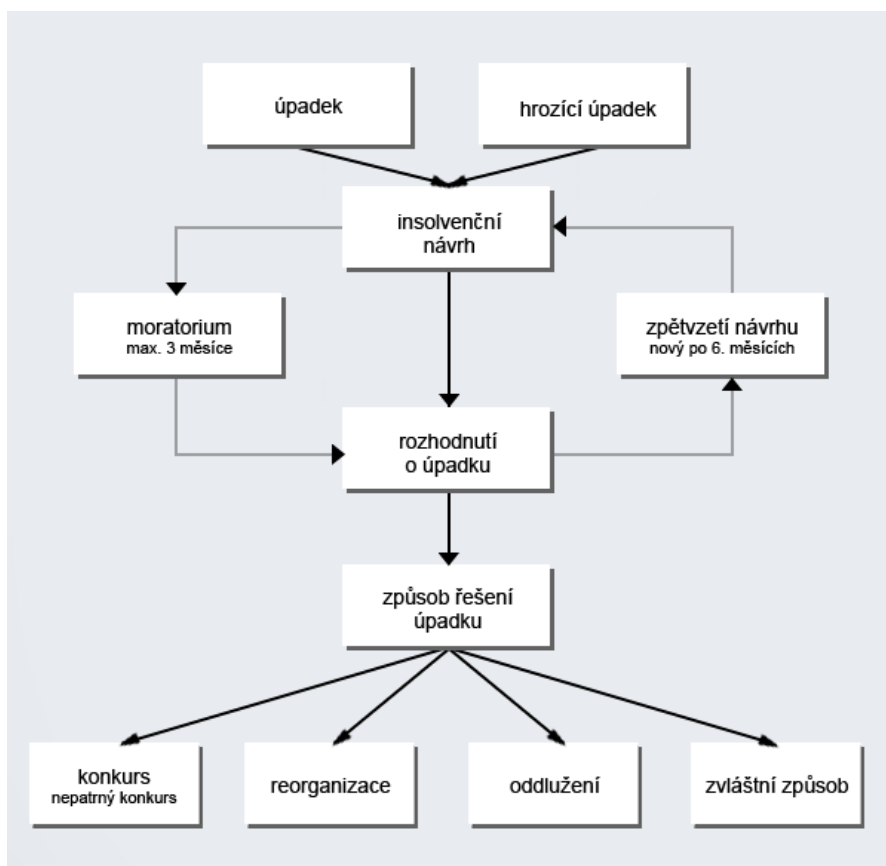 úpadek
hrozící úpadek
insolvenční
návrh
moratorium
max. 3 měsíce
zpětvzetí návrhu
nový po 6. měsících
rozhodnutí
o úpadku
způsob řešení
úpadku
konkurs
nepatrný konkurs
reorganizace
oddlužení
zvláštní způsob